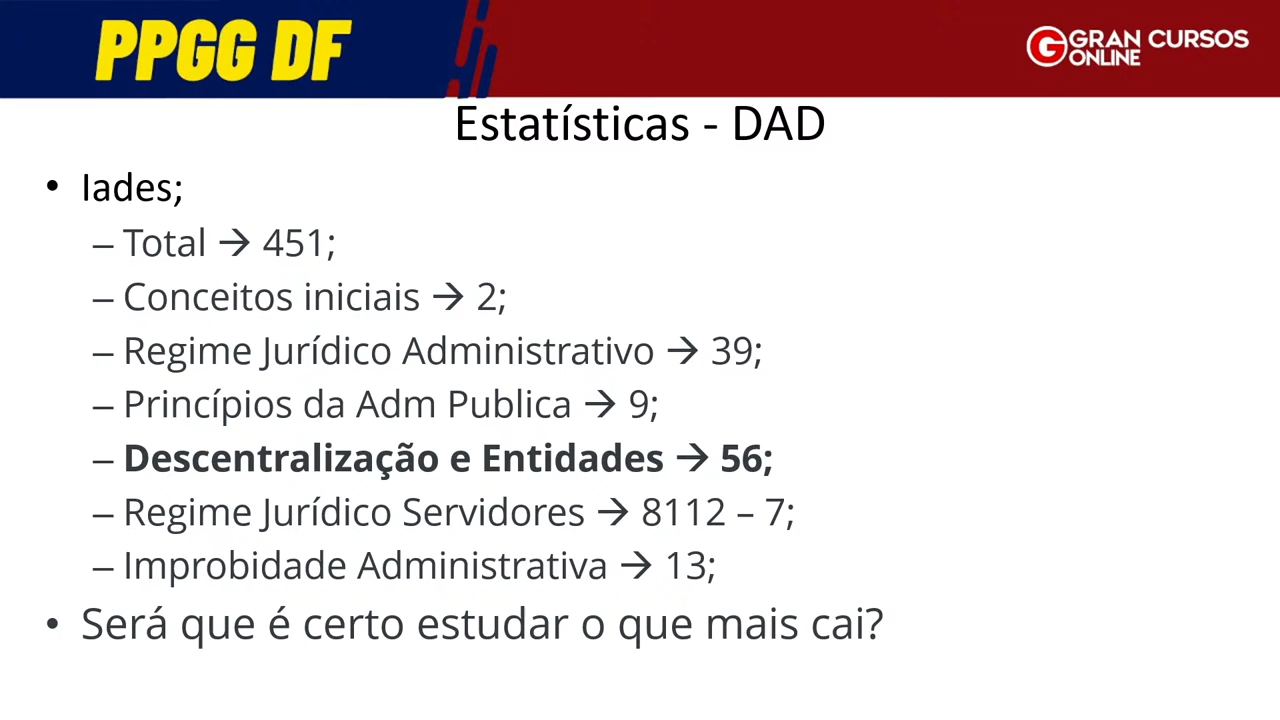 PPGG DF
GRAN CURSOS
ONLINE
Estatísticas - DAD
• Iades;
– Total → 451;
– Conceitos iniciais → 2;
– Regime Jurídico Administrativo → 39;
– Princípios da Adm Publica → 9;
– Descentralização e Entidades → 56;
– Regime Jurídico Servidores → 8112 – 7;
– Improbidade Administrativa → 13;
• Será que é certo estudar o que mais cai?